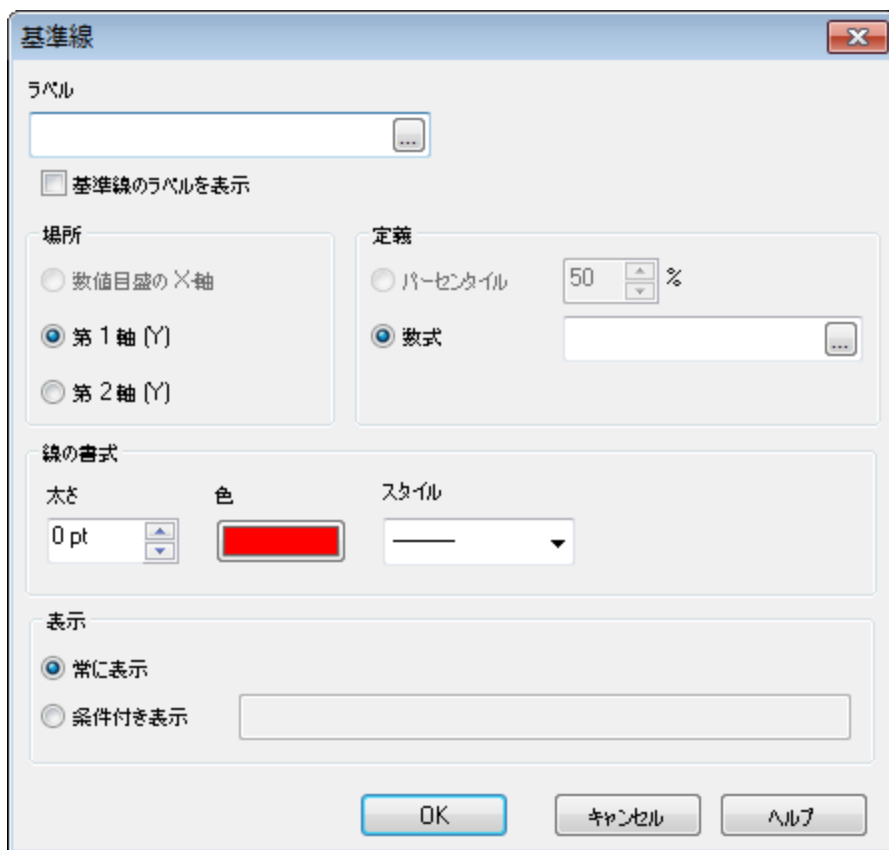 基準線
ラベル
...
基準線のラベルを表示
場所
数値目盛の X-軸
第 1 軸 (Y)
第 2 軸 (Y)
定義
パーセンタイル 50 %
数式 ...
線の書式
太さ 色 スタイル
0 pt
表示
常に表示
条件付き表示
OK キャンセル ヘルプ